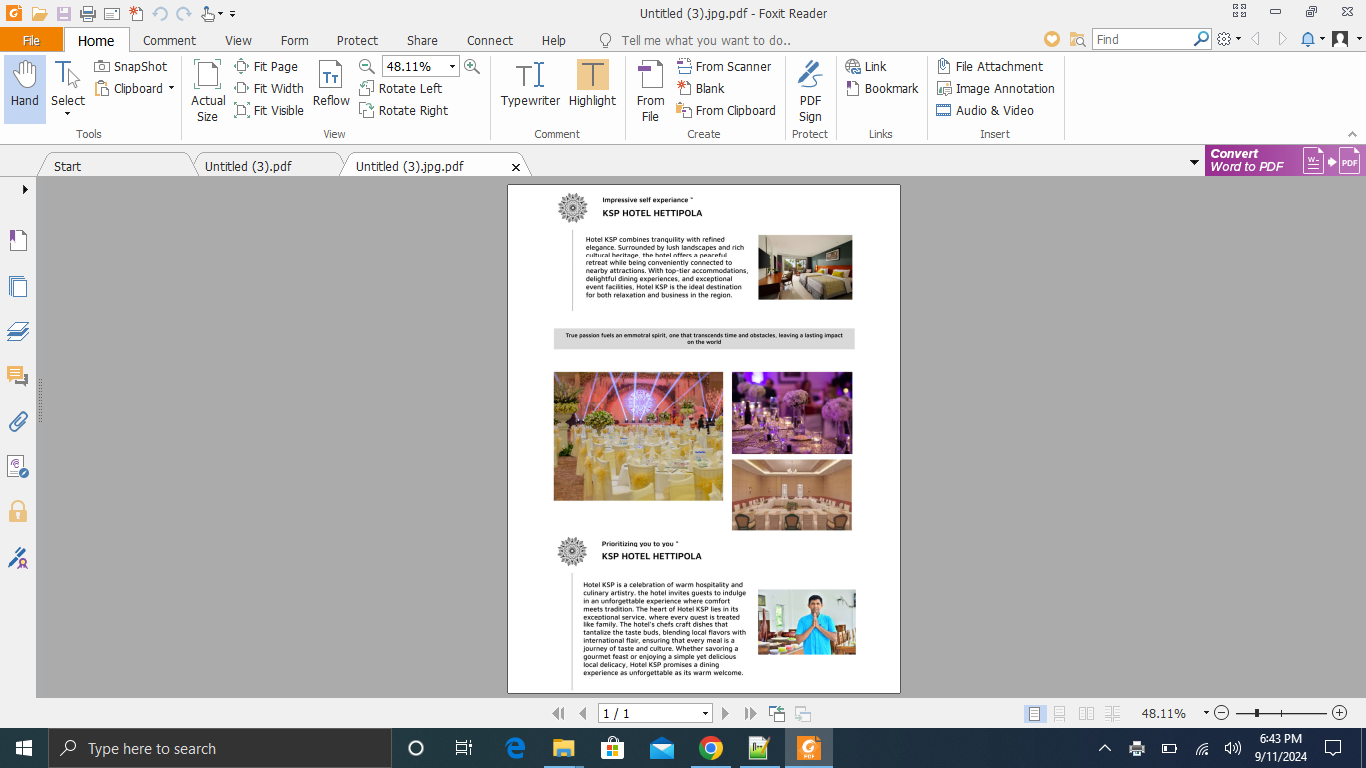 Untitled (3).jpg.pdf - Foxit Reader
File
Home
Comment
View
Form
Protect
Share
Connect
Help
Tell me what you want to do..
Find
Hand
Select
SnapShot
Clipboard
Tools
Actual
Size
Fit Page
Fit Width
Fit Visible
Reflow
48.11%
Rotate Left
Rotate Right
View
Typewriter
Highlight
Comment
From
File
From Scanner
Blank
From Clipboard
Create
PDF
Sign
Protect
Link
Bookmark
Links
File Attachment
Image Annotation
Audio & Video
Insert
Start
Untitled (3).pdf
Untitled (3).jpg.pdf
Convert
Word to PDF
W
PDF
Impressive self experiance "
KSP HOTEL HETTIPOLA
Hotel KSP combines tranquility with refined
elegance. Surrounded by lush landscapes and rich
cultural heritage, the hotel offers a peaceful
retreat while being conveniently connected to
nearby attractions. With top-tier accommodations,
delightful dining experiences, and exceptional
event facilities, Hotel KSP is the ideal destination
for both relaxation and business in the region.
True passion fuels an emmotral spirit, one that transcends time and obstacles, leaving a lasting impact
on the world
Prioritizing you to you "
KSP HOTEL HETTIPOLA
Hotel KSP is a celebration of warm hospitality and
culinary artistry. the hotel invites guests to indulge
in an unforgettable experience where comfort
meets tradition. The heart of Hotel KSP lies in its
exceptional service, where every guest is treated
like family. The hotel's chefs craft dishes that
tantalize the taste buds, blending local flavors with
international flair, ensuring that every meal is a
journey of taste and culture. Whether savoring a
gourmet feast or enjoying a simple yet delicious
local delicacy, Hotel KSP promises a dining
experience as unforgettable as its warm welcome.
1 / 1
48.11%
Type here to search
PDF
6:43 PM
9/11/2024